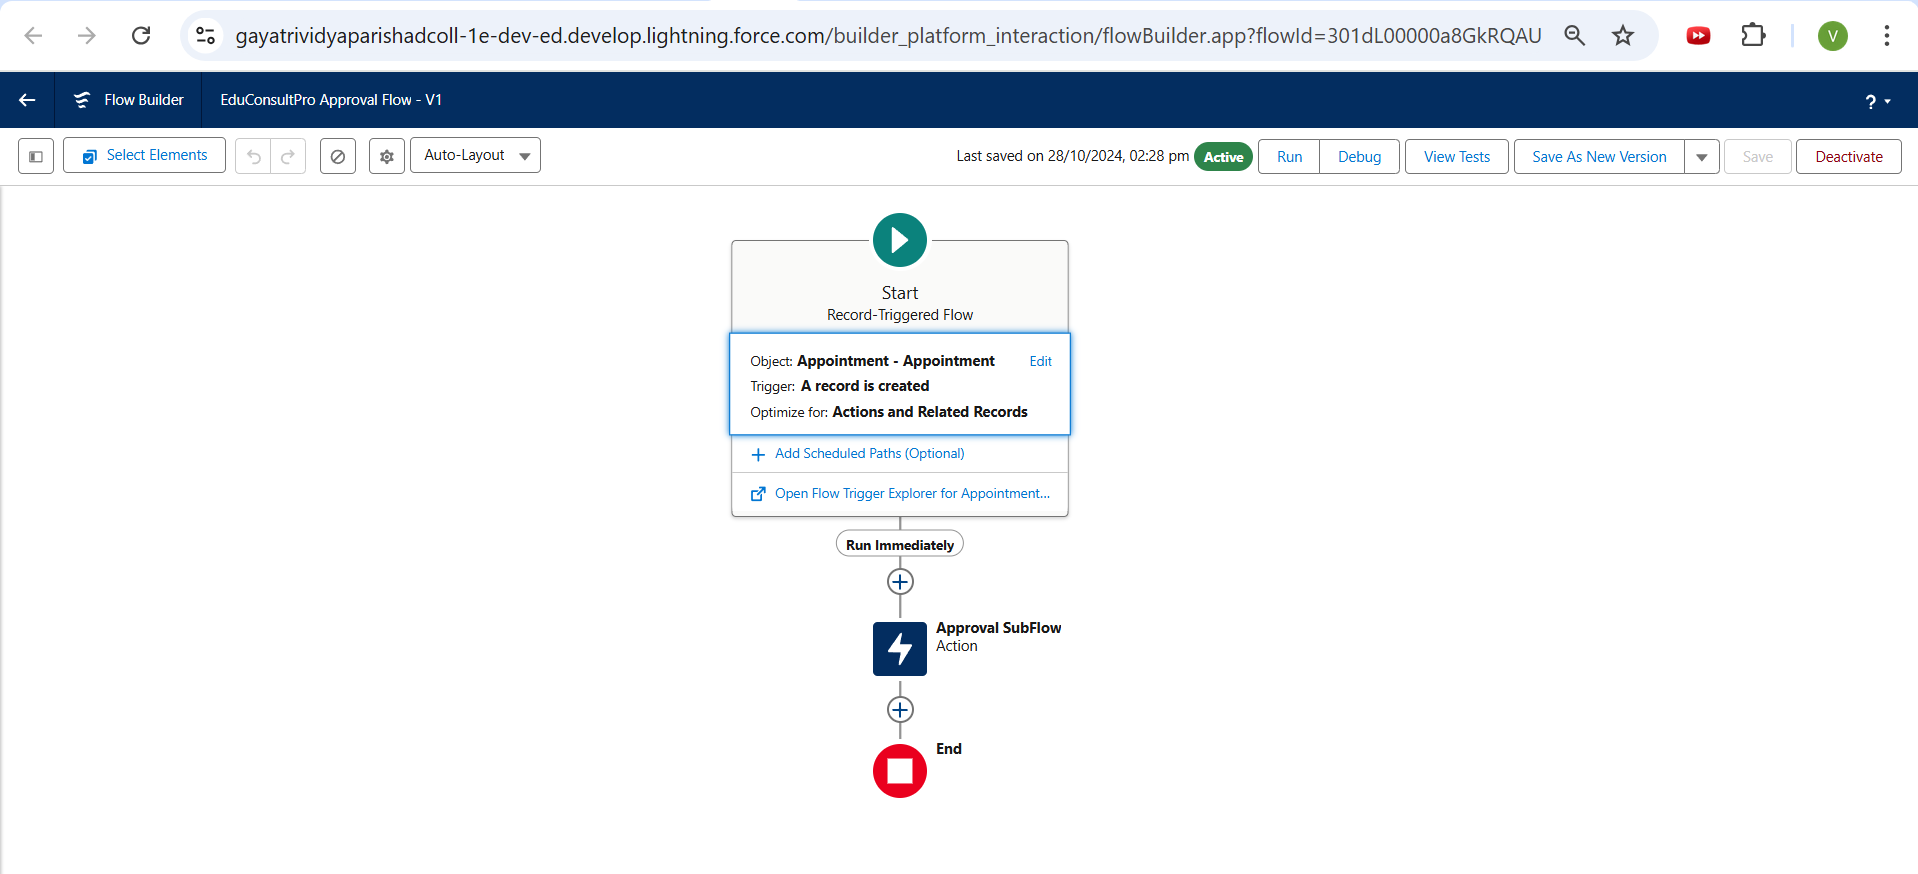 gayatrividyaparishadcoll-1e-dev-ed.develop.lightning.force.com/builder_platform_interaction/flowBuilder.app?flowId=301dL00000a8GkRQAU
V
Flow Builder
EduConsultPro Approval Flow - V1
?
Select Elements
Auto-Layout
Last saved on 28/10/2024, 02:28 pm
Active
Run
Debug
View Tests
Save As New Version
Save
Deactivate
Start
Record-Triggered Flow
Object: Appointment - Appointment
Edit
Trigger: A record is created
Optimize for: Actions and Related Records
Add Scheduled Paths (Optional)
Open Flow Trigger Explorer for Appointment...
Run Immediately
Approval SubFlow
Action
End